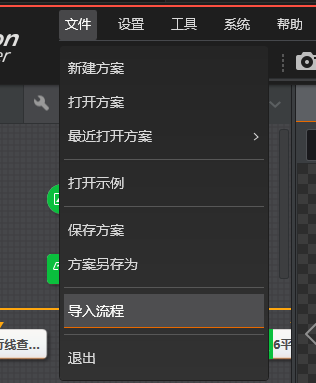 on
er
文件 设置 工具 系统 帮助
新建方案
打开方案
最近打开方案
打开示例
保存方案
方案另存为
导入流程
行线查... 6平
退出